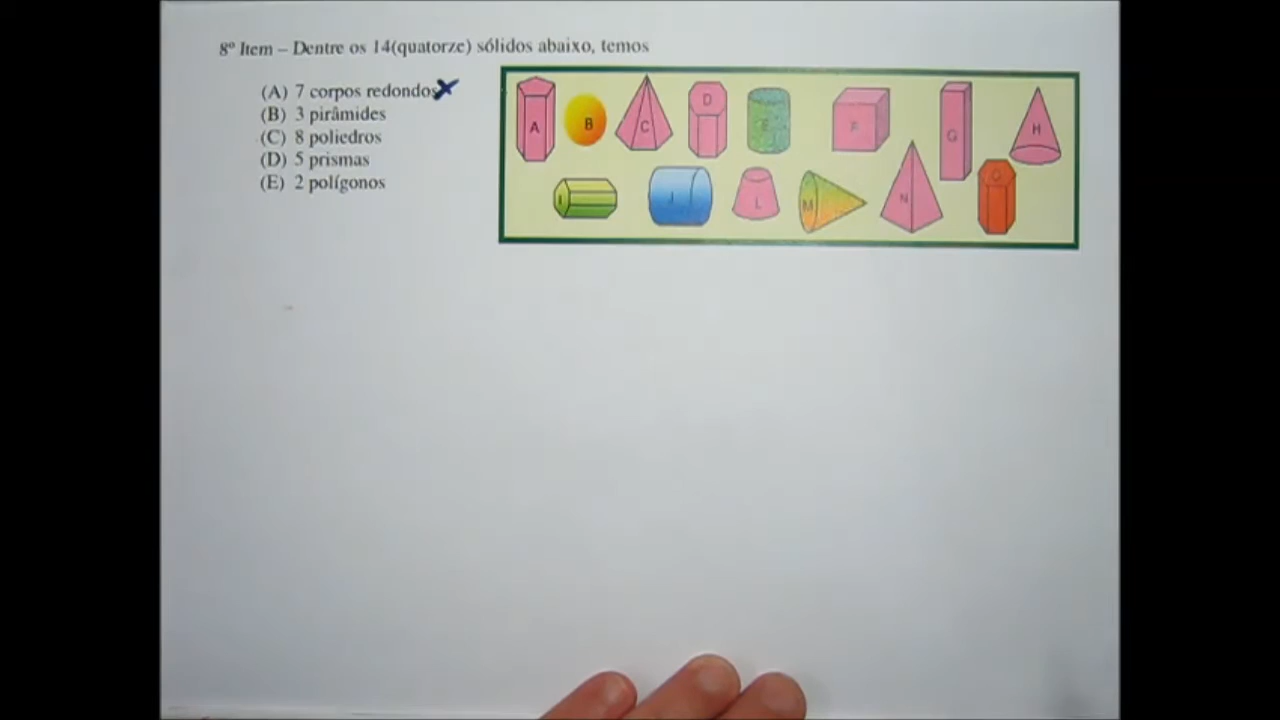 8º Item – Dentre os 14(quatorze) sólidos abaixo, temos
(A) 7 corpos redondos
(B) 3 pirâmides
(C) 8 poliedros
(D) 5 prismas
(E) 2 polígonos
A B C D E F G H
I J L M N O